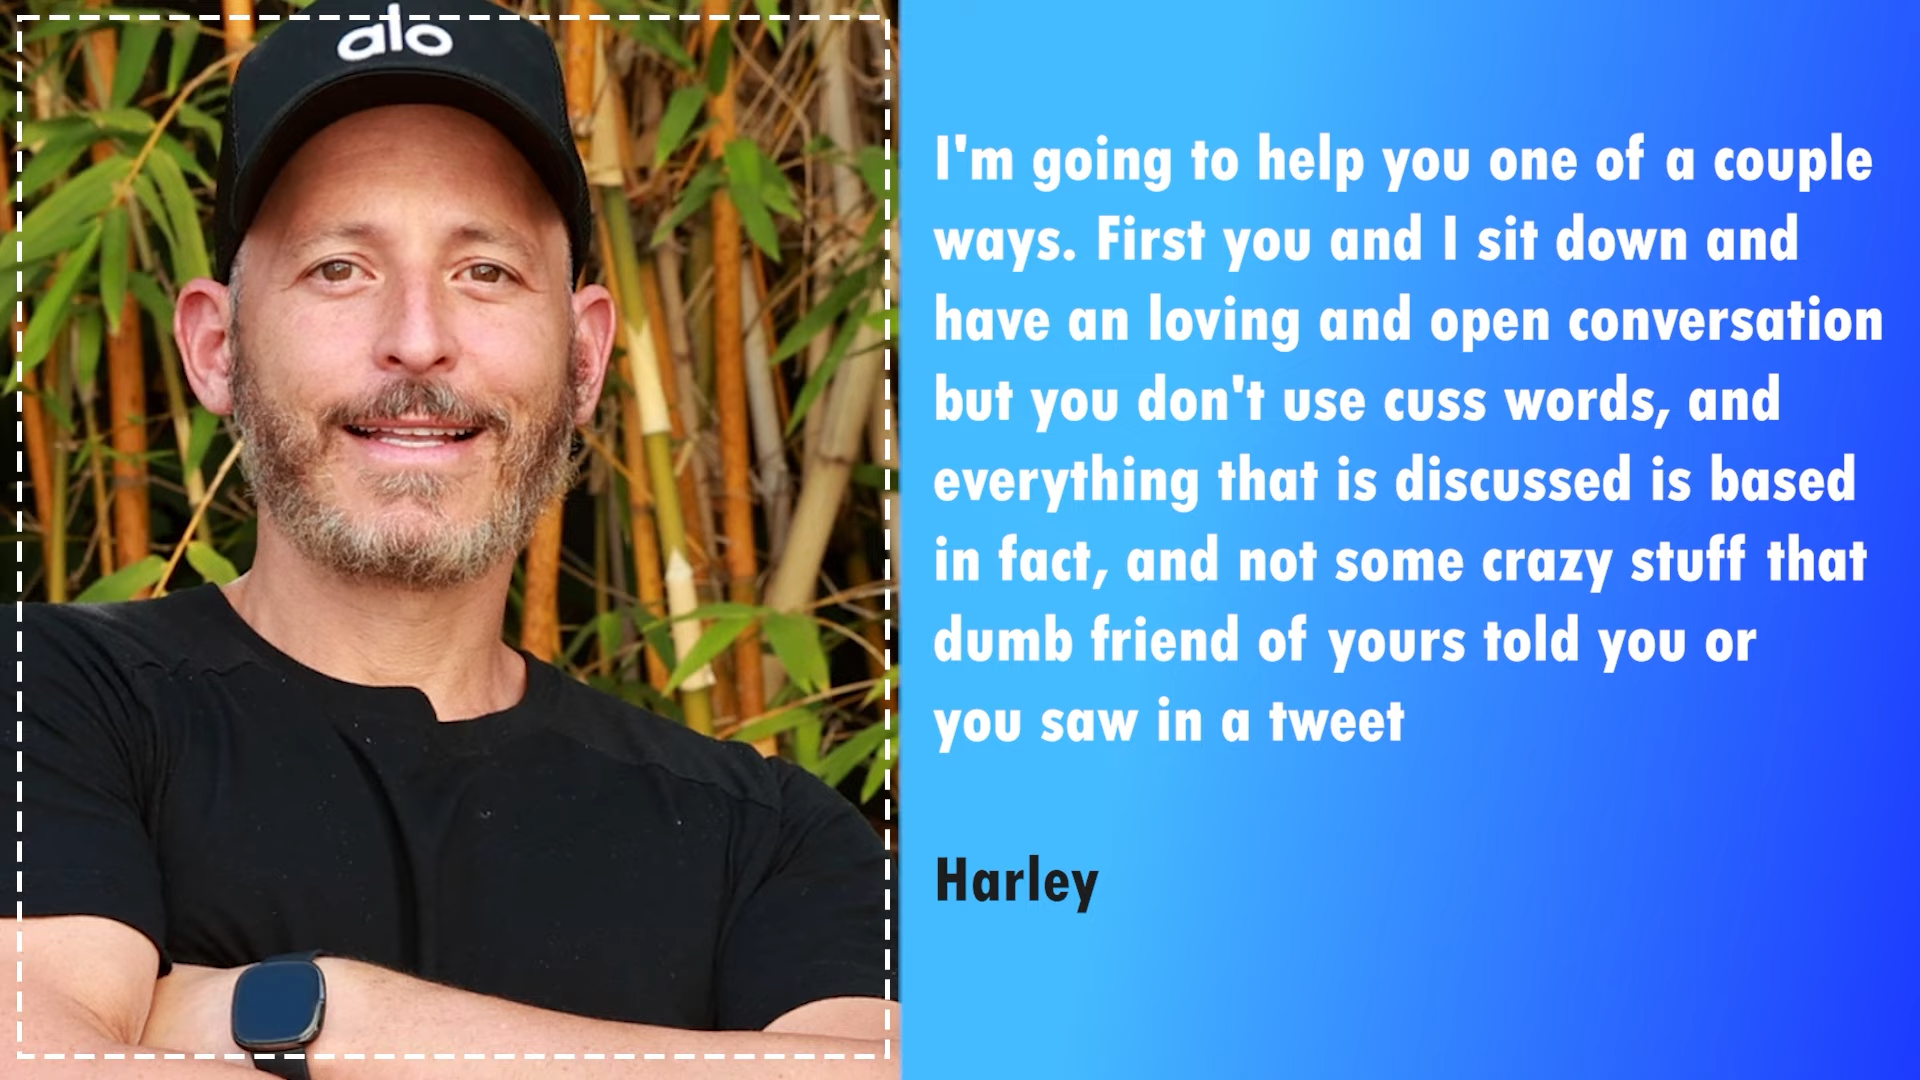 alo
I'm going to help you one of a couple
ways. First you and I sit down and
have an loving and open conversation
but you don't use cuss words, and
everything that is discussed is based
in fact, and not some crazy stuff that
dumb friend of yours told you or
you saw in a tweet
Harley